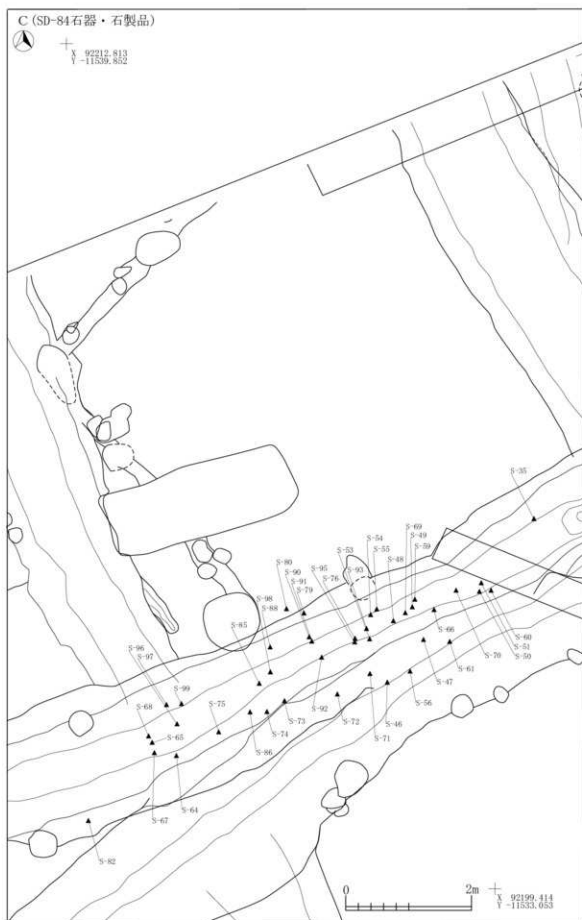 C (SD-84石器・石製品)
X 92212.813
Y -11539.852
S-35
S-69
S-49
S-59
S-54
S-55
S-48
S-53
S-93
S-95
S-76
S-80
S-90
S-91
S-79
S-98
S-88
S-85
S-96
S-97
S-99
S-68
S-75
S-65
S-66
S-60
S-51
S-50
S-70
S-61
S-47
S-56
S-46
S-71
S-72
S-92
S-73
S-74
S-86
S-64
S-67
S-82
0 2m
X 92199.414
Y -11533.053